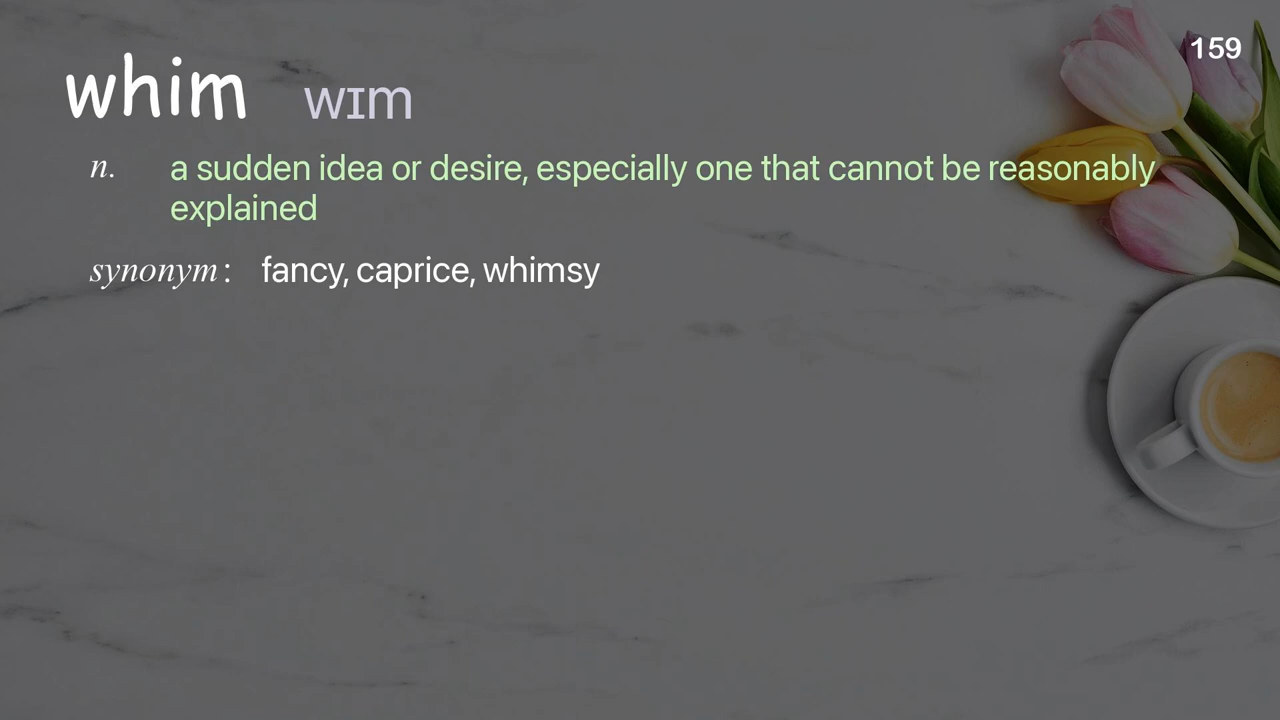 159
whim wɪm
n. a sudden idea or desire, especially one that cannot be reasonably
explained
synonym: fancy, caprice, whimsy